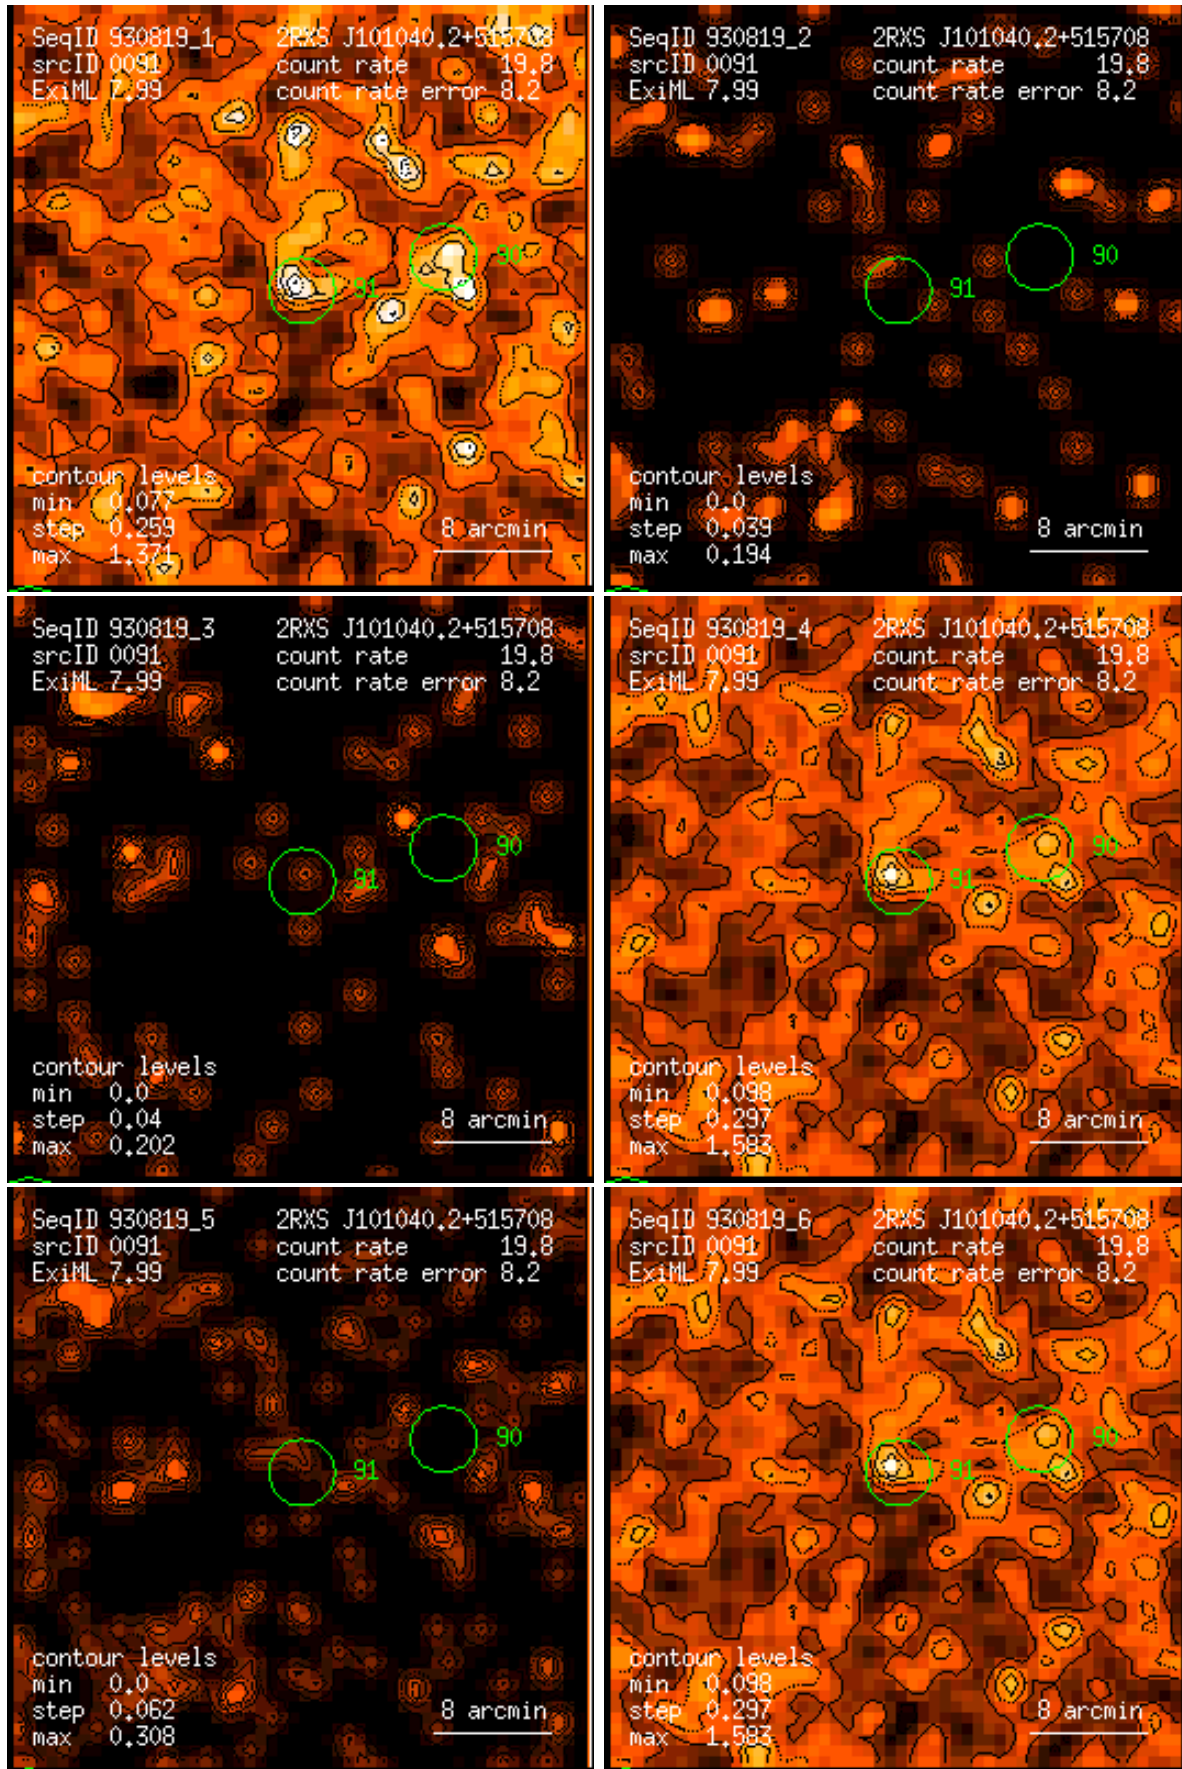 SeqID 930819_1 2RXS J101040.2+515708
srcID 0091 count rate 19.8
ExiML 7.99 count rate error 8.2
90
91
contour levels
min 0.077
step 0.259 8 arcmin
max 1.371
SeqID 930819_2 2RXS J101040.2+515708
srcID 0091 count rate 19.8
ExiML 7.99 count rate error 8.2
90
91
contour levels
min 0.0
step 0.039 8 arcmin
max 0.194
SeqID 930819_3 2RXS J101040.2+515708
srcID 0091 count rate 19.8
ExiML 7.99 count rate error 8.2
90
91
contour levels
min 0.0
step 0.04 8 arcmin
max 0.202
SeqID 930819_4 2RXS J101040.2+515708
srcID 0091 count rate 19.8
ExiML 7.99 count rate error 8.2
90
91
contour levels
min 0.098
step 0.297 8 arcmin
max 1.583
SeqID 930819_5 2RXS J101040.2+515708
srcID 0091 count rate 19.8
ExiML 7.99 count rate error 8.2
90
91
contour levels
min 0.0
step 0.062 8 arcmin
max 0.308
SeqID 930819_6 2RXS J101040.2+515708
srcID 0091 count rate 19.8
ExiML 7.99 count rate error 8.2
90
91
contour levels
min 0.098
step 0.297 8 arcmin
max 1.583